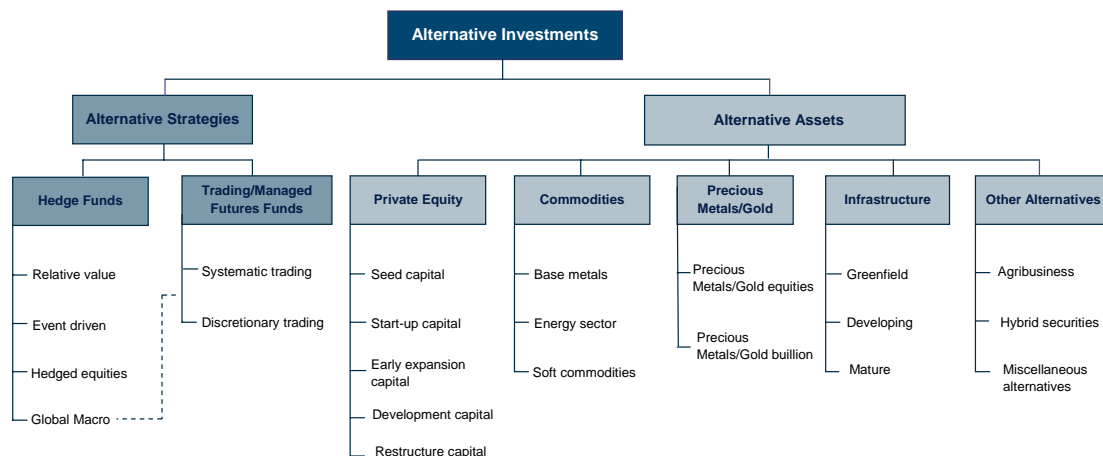 Alternative Investments
Alternative Strategies
Alternative Assets
Hedge Funds
Trading/Managed
Futures Funds
Private Equity
Commodities
Precious
Metals/Gold
Infrastructure
Other Alternatives
Relative value
Event driven
Hedged equities
Global Macro
Systematic trading
Discretionary trading
Seed capital
Start-up capital
Early expansion
capital
Development capital
Restructure capital
Base metals
Energy sector
Soft commodities
Precious
Metals/Gold equities
Precious
Metals/Gold buillion
Greenfield
Developing
Mature
Agribusiness
Hybrid securities
Miscellaneous
alternatives